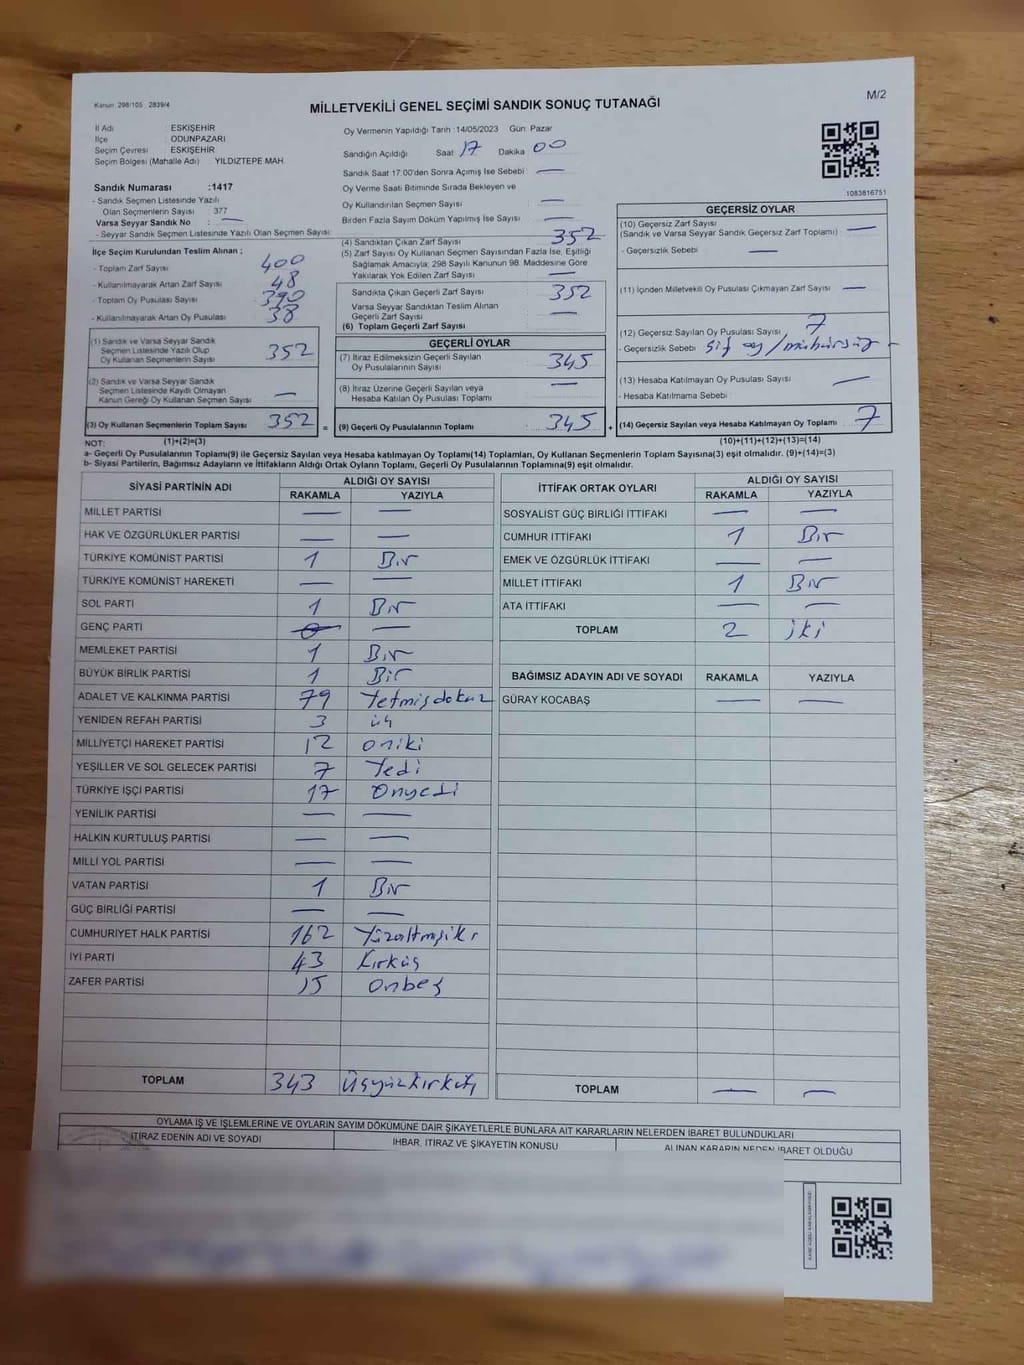 Kanun: 298/105 2839/4
MİLLETVEKİLİ GENEL SEÇİMİ SANDIK SONUÇ TUTANAĞI
M/2
İl Adı : ESKİŞEHİR
İlçe : ODUNPAZARI
Seçim Çevresi : ESKİŞEHİR
Seçim Bölgesi (Mahalle Adı) : YILDIZTEPE MAH.
Sandık Numarası :1417
- Sandık Seçmen Listesinde Yazılı
Olan Seçmenlerin Sayısı : 377
Varsa Seyyar Sandık No : —
- Seyyar Sandık Seçmen Listesinde Yazılı Olan Seçmen Sayısı:
Oy Vermenin Yapıldığı Tarih :14/05/2023 Gün: Pazar
Sandığın Açıldığı Saat 17 Dakika 00
Sandık Saat 17:00'den Sonra Açımış İse Sebebi : —
Oy Verme Saati Bitiminde Sırada Bekleyen ve
Oy Kullandırılan Seçmen Sayısı —
Birden Fazla Sayım Döküm Yapılmış İse Sayısı —
1083816751
İlçe Seçim Kurulundan Teslim Alınan ;
- Toplam Zarf Sayısı 400
- Kullanılmayarak Artan Zarf Sayısı 48
- Toplam Oy Pusulası Sayısı 390
- Kullanılmayarak Artan Oy Pusulası 38
(1) Sandık ve Varsa Seyyar Sandık
Seçmen Listesinde Yazılı Olup
Oy Kullanan Seçmenlerin Sayısı 352
(2) Sandık ve Varsa Seyyar Sandık
Seçmen Listesinde Kayıtlı Olmayan
Kanun Gereği Oy Kullanan Seçmen Sayısı —
(3) Oy Kullanan Seçmenlerin Toplam Sayısı 352 =
(4) Sandıktan Çıkan Zarf Sayısı 352
(5) Zarf Sayısı Oy Kullanan Seçmen Sayısından Fazla İse, Eşitliği
Sağlamak Amacıyla; 298 Sayılı Kanunun 98. Maddesine Göre
Yakılarak Yok Edilen Zarf Sayısı —
Sandıkta Çıkan Geçerli Zarf Sayısı 352
Varsa Seyyar Sandıktan Teslim Alınan
Geçerli Zarf Sayısı —
(6) Toplam Geçerli Zarf Sayısı
GEÇERLİ OYLAR
(7) İtiraz Edilmeksizin Geçerli Sayılan
Oy Pusulalarının Sayısı 345
(8) İtiraz Üzerine Geçerli Sayılan veya
Hesaba Katılan Oy Pusulası Toplamı —
(9) Geçerli Oy Pusulalarının Toplamı 345 +
GEÇERSİZ OYLAR
(10) Geçersiz Zarf Sayısı
(Sandık ve Varsa Seyyar Sandık Geçersiz Zarf Toplamı) —
- Geçersizlik Sebebi —
(11) İçinden Milletvekili Oy Pusulası Çıkmayan Zarf Sayısı —
(12) Geçersiz Sayılan Oy Pusulası Sayısı 7
- Geçersizlik Sebebi
(13) Hesaba Katılmayan Oy Pusulası Sayısı —
- Hesaba Katılmama Sebebi
(14) Geçersiz Sayılan veya Hesaba Katılmayan Oy Toplamı 7
NOT: (1)+(2)=(3) (10)+(11)+(12)+(13)=(14)
a- Geçerli Oy Pusulalarının Toplamı(9) ile Geçersiz Sayılan veya Hesaba katılmayan Oy Toplamı(14) Toplamları, Oy Kullanan Seçmenlerin Toplam Sayısına(3) eşit olmalıdır. (9)+(14)=(3)
b- Siyasi Partilerin, Bağımsız Adayların ve İttifakların Aldığı Ortak Oyların Toplamı, Geçerli Oy Pusulalarının Toplamına(9) eşit olmalıdır.
SİYASİ PARTİNİN ADI ALDIĞI OY SAYISI
RAKAMLA YAZIYLA
MİLLET PARTİSİ — —
HAK VE ÖZGÜRLÜKLER PARTİSİ — —
TÜRKİYE KOMÜNİST PARTİSİ 1 Bir
TÜRKİYE KOMÜNİST HAREKETİ — —
SOL PARTİ 1 Bir
GENÇ PARTİ — —
MEMLEKET PARTİSİ 1 Bir
BÜYÜK BİRLİK PARTİSİ 1 Bir
ADALET VE KALKINMA PARTİSİ 79 Yetmişdokuz
YENİDEN REFAH PARTİSİ 3 üç
MİLLİYETÇİ HAREKET PARTİSİ 12 oniki
YEŞİLLER VE SOL GELECEK PARTİSİ 7 Yedi
TÜRKİYE İŞÇİ PARTİSİ 17 Onyedi
YENİLİK PARTİSİ — —
HALKIN KURTULUŞ PARTİSİ — —
MİLLİ YOL PARTİSİ — —
VATAN PARTİSİ 1 Bir
GÜÇ BİRLİĞİ PARTİSİ — —
CUMHURİYET HALK PARTİSİ 162 Yüzaltmışiki
İYİ PARTİ 43 Kırküç
ZAFER PARTİSİ 15 onbeş
TOPLAM 343 Üçyüzkırküç
İTTİFAK ORTAK OYLARI ALDIĞI OY SAYISI
RAKAMLA YAZIYLA
SOSYALIST GÜÇ BİRLİĞİ İTTİFAKI — —
CUMHUR İTTİFAKI 1 Bir
EMEK VE ÖZGÜRLÜK İTTİFAKI — —
MİLLET İTTİFAKI 1 Bir
ATA İTTİFAKI — —
TOPLAM 2 iki
BAĞIMSIZ ADAYIN ADI VE SOYADI RAKAMLA YAZIYLA
GÜRAY KOCABAŞ — —
TOPLAM — —
OYLAMA İŞ VE İŞLEMLERİNE VE OYLARIN SAYIM DÖKÜMÜNE DAİR ŞİKAYETLERLE BUNLARA AİT KARARLARIN NELERDEN İBARET BULUNDUKLARI
İTİRAZ EDENİN ADI VE SOYADI İHBAR, İTİRAZ VE ŞİKAYETİN KONUSU ALINAN KARARIN NEDEN İBARET OLDUĞU